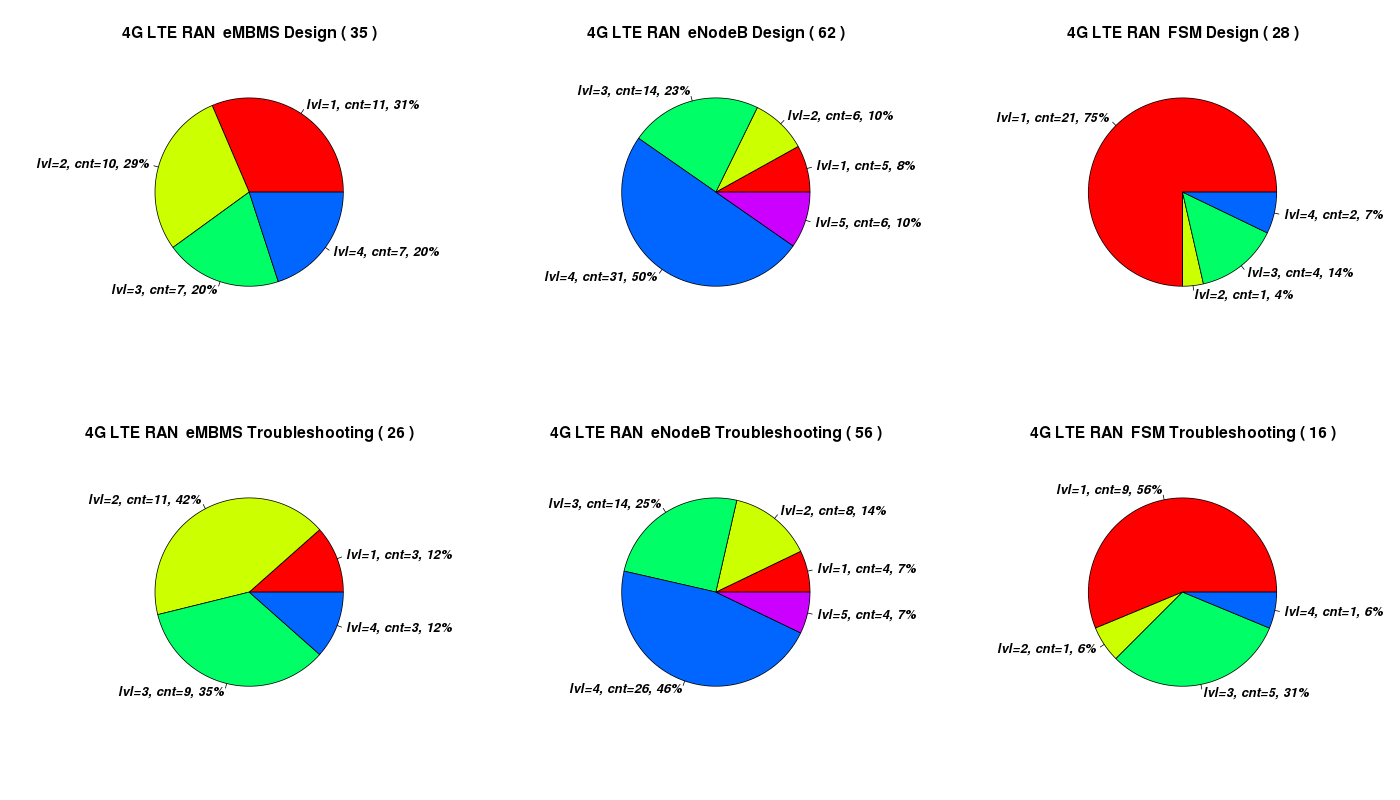 4G LTE RAN  eMBMS Design ( 35 )
lvl=1, cnt=11, 31%
lvl=2, cnt=10, 29%
lvl=3, cnt=7, 20%
lvl=4, cnt=7, 20%
4G LTE RAN  eNodeB Design ( 62 )
lvl=1, cnt=5, 8%
lvl=2, cnt=6, 10%
lvl=3, cnt=14, 23%
lvl=4, cnt=31, 50%
lvl=5, cnt=6, 10%
4G LTE RAN  FSM Design ( 28 )
lvl=1, cnt=21, 75%
lvl=2, cnt=1, 4%
lvl=3, cnt=4, 14%
lvl=4, cnt=2, 7%
4G LTE RAN  eMBMS Troubleshooting ( 26 )
lvl=1, cnt=3, 12%
lvl=2, cnt=11, 42%
lvl=3, cnt=9, 35%
lvl=4, cnt=3, 12%
4G LTE RAN  eNodeB Troubleshooting ( 56 )
lvl=1, cnt=4, 7%
lvl=2, cnt=8, 14%
lvl=3, cnt=14, 25%
lvl=4, cnt=26, 46%
lvl=5, cnt=4, 7%
4G LTE RAN  FSM Troubleshooting ( 16 )
lvl=1, cnt=9, 56%
lvl=2, cnt=1, 6%
lvl=3, cnt=5, 31%
lvl=4, cnt=1, 6%